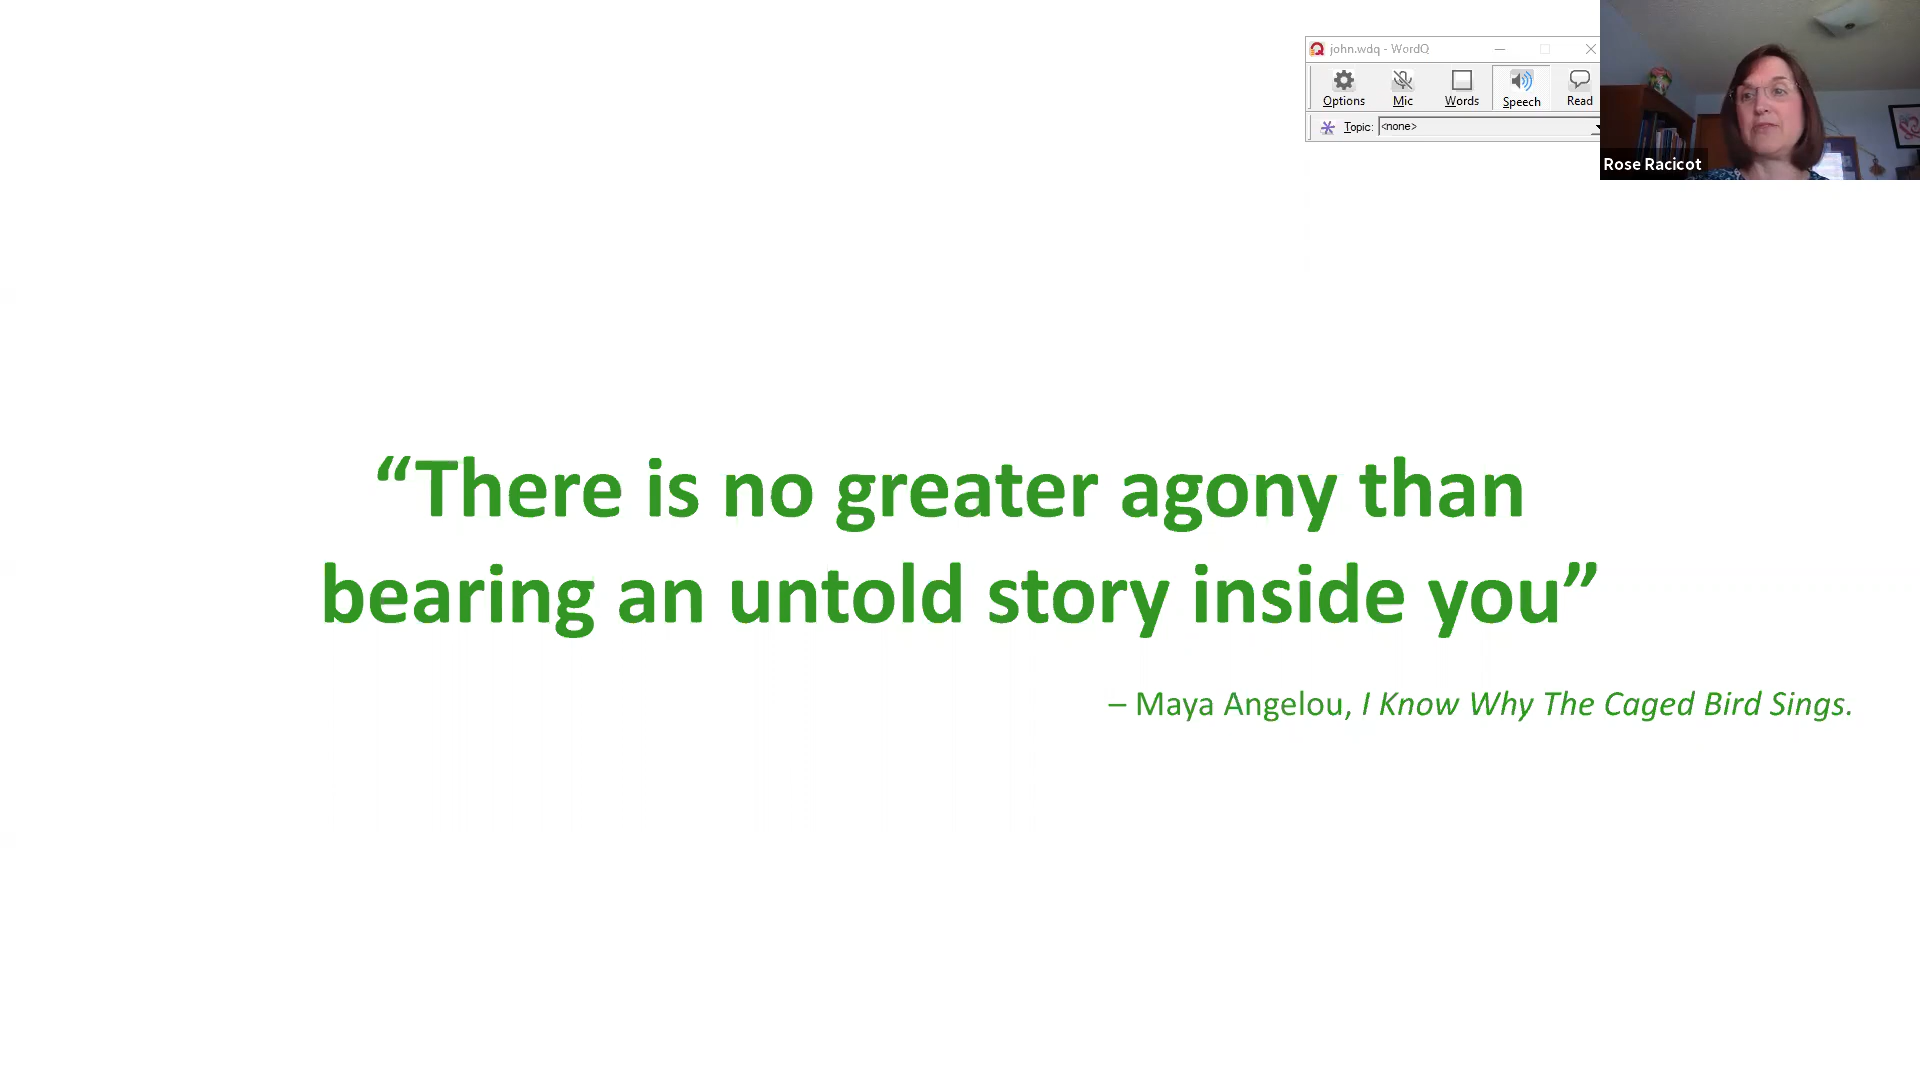 john.wdq - WordQ
Options Mic Words Speech Read
Topic: <none>
Rose Racicot
“There is no greater agony than
bearing an untold story inside you”
– Maya Angelou, I Know Why The Caged Bird Sings.